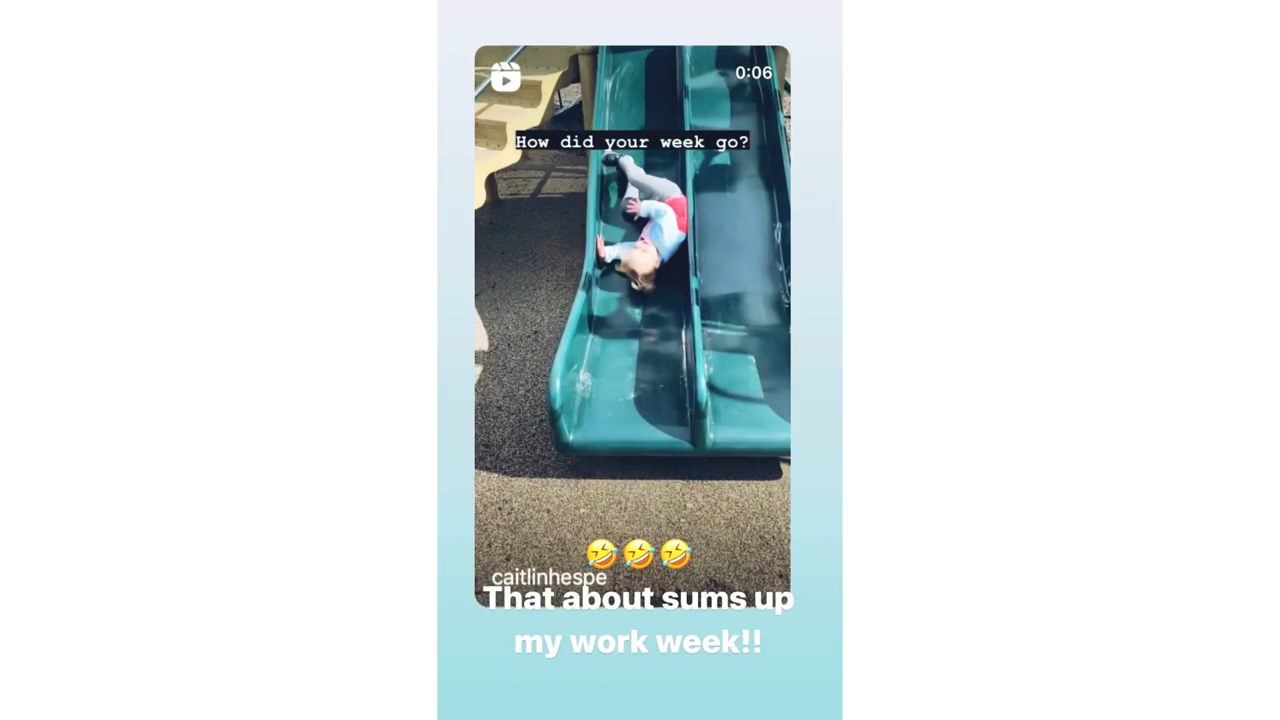 0:06
How did your week go?
🤣🤣🤣
caitlinhespe
That about sums up
my work week!!